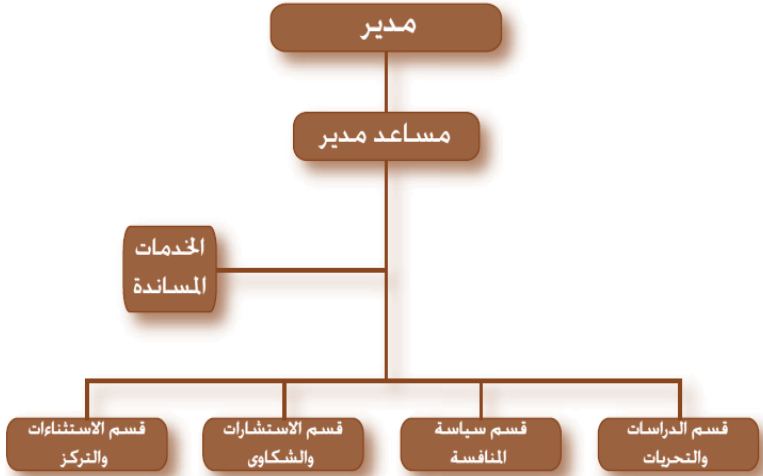 مدير
مساعد مدير
الخدمات
المساندة
قسم الدراسات
والتحريات
قسم سياسة
المنافسة
قسم الاستشارات
والشكاوى
قسم الاستثناءات
والتركز